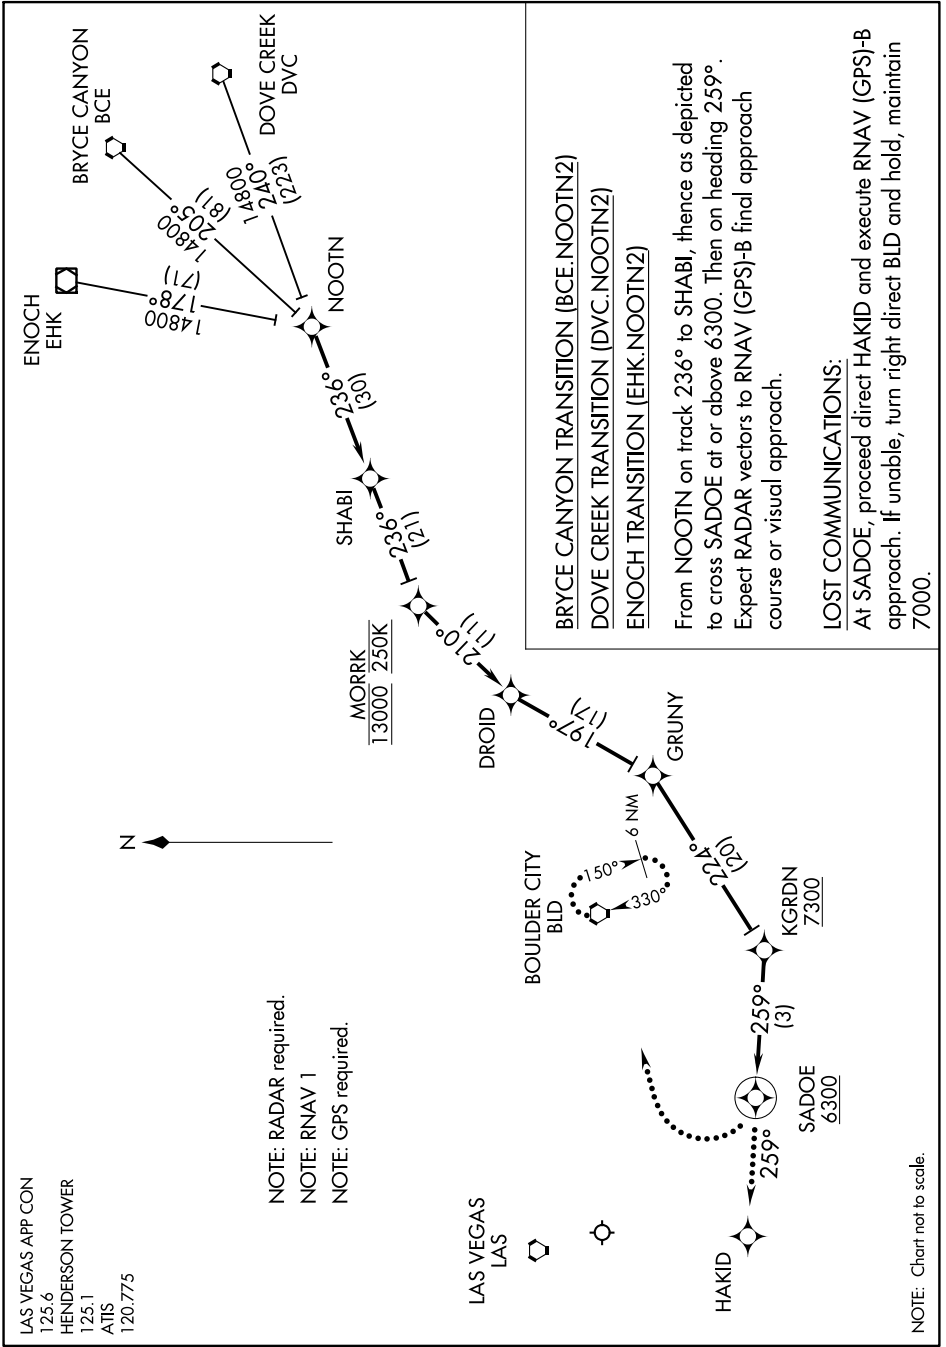 LAS VEGAS APP CON
125.6
HENDERSON TOWER
125.1
ATIS
120.775
NOTE: RADAR required.
NOTE: RNAV 1
NOTE: GPS required.
N
ENOCH
EHK
14800
178°
(71)
BRYCE CANYON
BCE
14800
205°
(81)
DOVE CREEK
DVC
14800
240°
(223)
NOOTN
236°
(30)
SHABI
236°
(21)
MORRK
13000 250K
210°
(11)
DROID
197°
(17)
GRUNY
224°
(20)
BOULDER CITY
BLD
150°
330°
6 NM
KGRDN
7300
259°
(3)
SADOE
6300
259°
HAKID
LAS VEGAS
LAS
BRYCE CANYON TRANSITION (BCE.NOOTN2)
DOVE CREEK TRANSITION (DVC.NOOTN2)
ENOCH TRANSITION (EHK.NOOTN2)
From NOOTN on track 236° to SHABI, thence as depicted
to cross SADOE at or above 6300. Then on heading 259°.
Expect RADAR vectors to RNAV (GPS)-B final approach
course or visual approach.
LOST COMMUNICATIONS:
At SADOE, proceed direct HAKID and execute RNAV (GPS)-B
approach. If unable, turn right direct BLD and hold, maintain
7000.
NOTE: Chart not to scale.